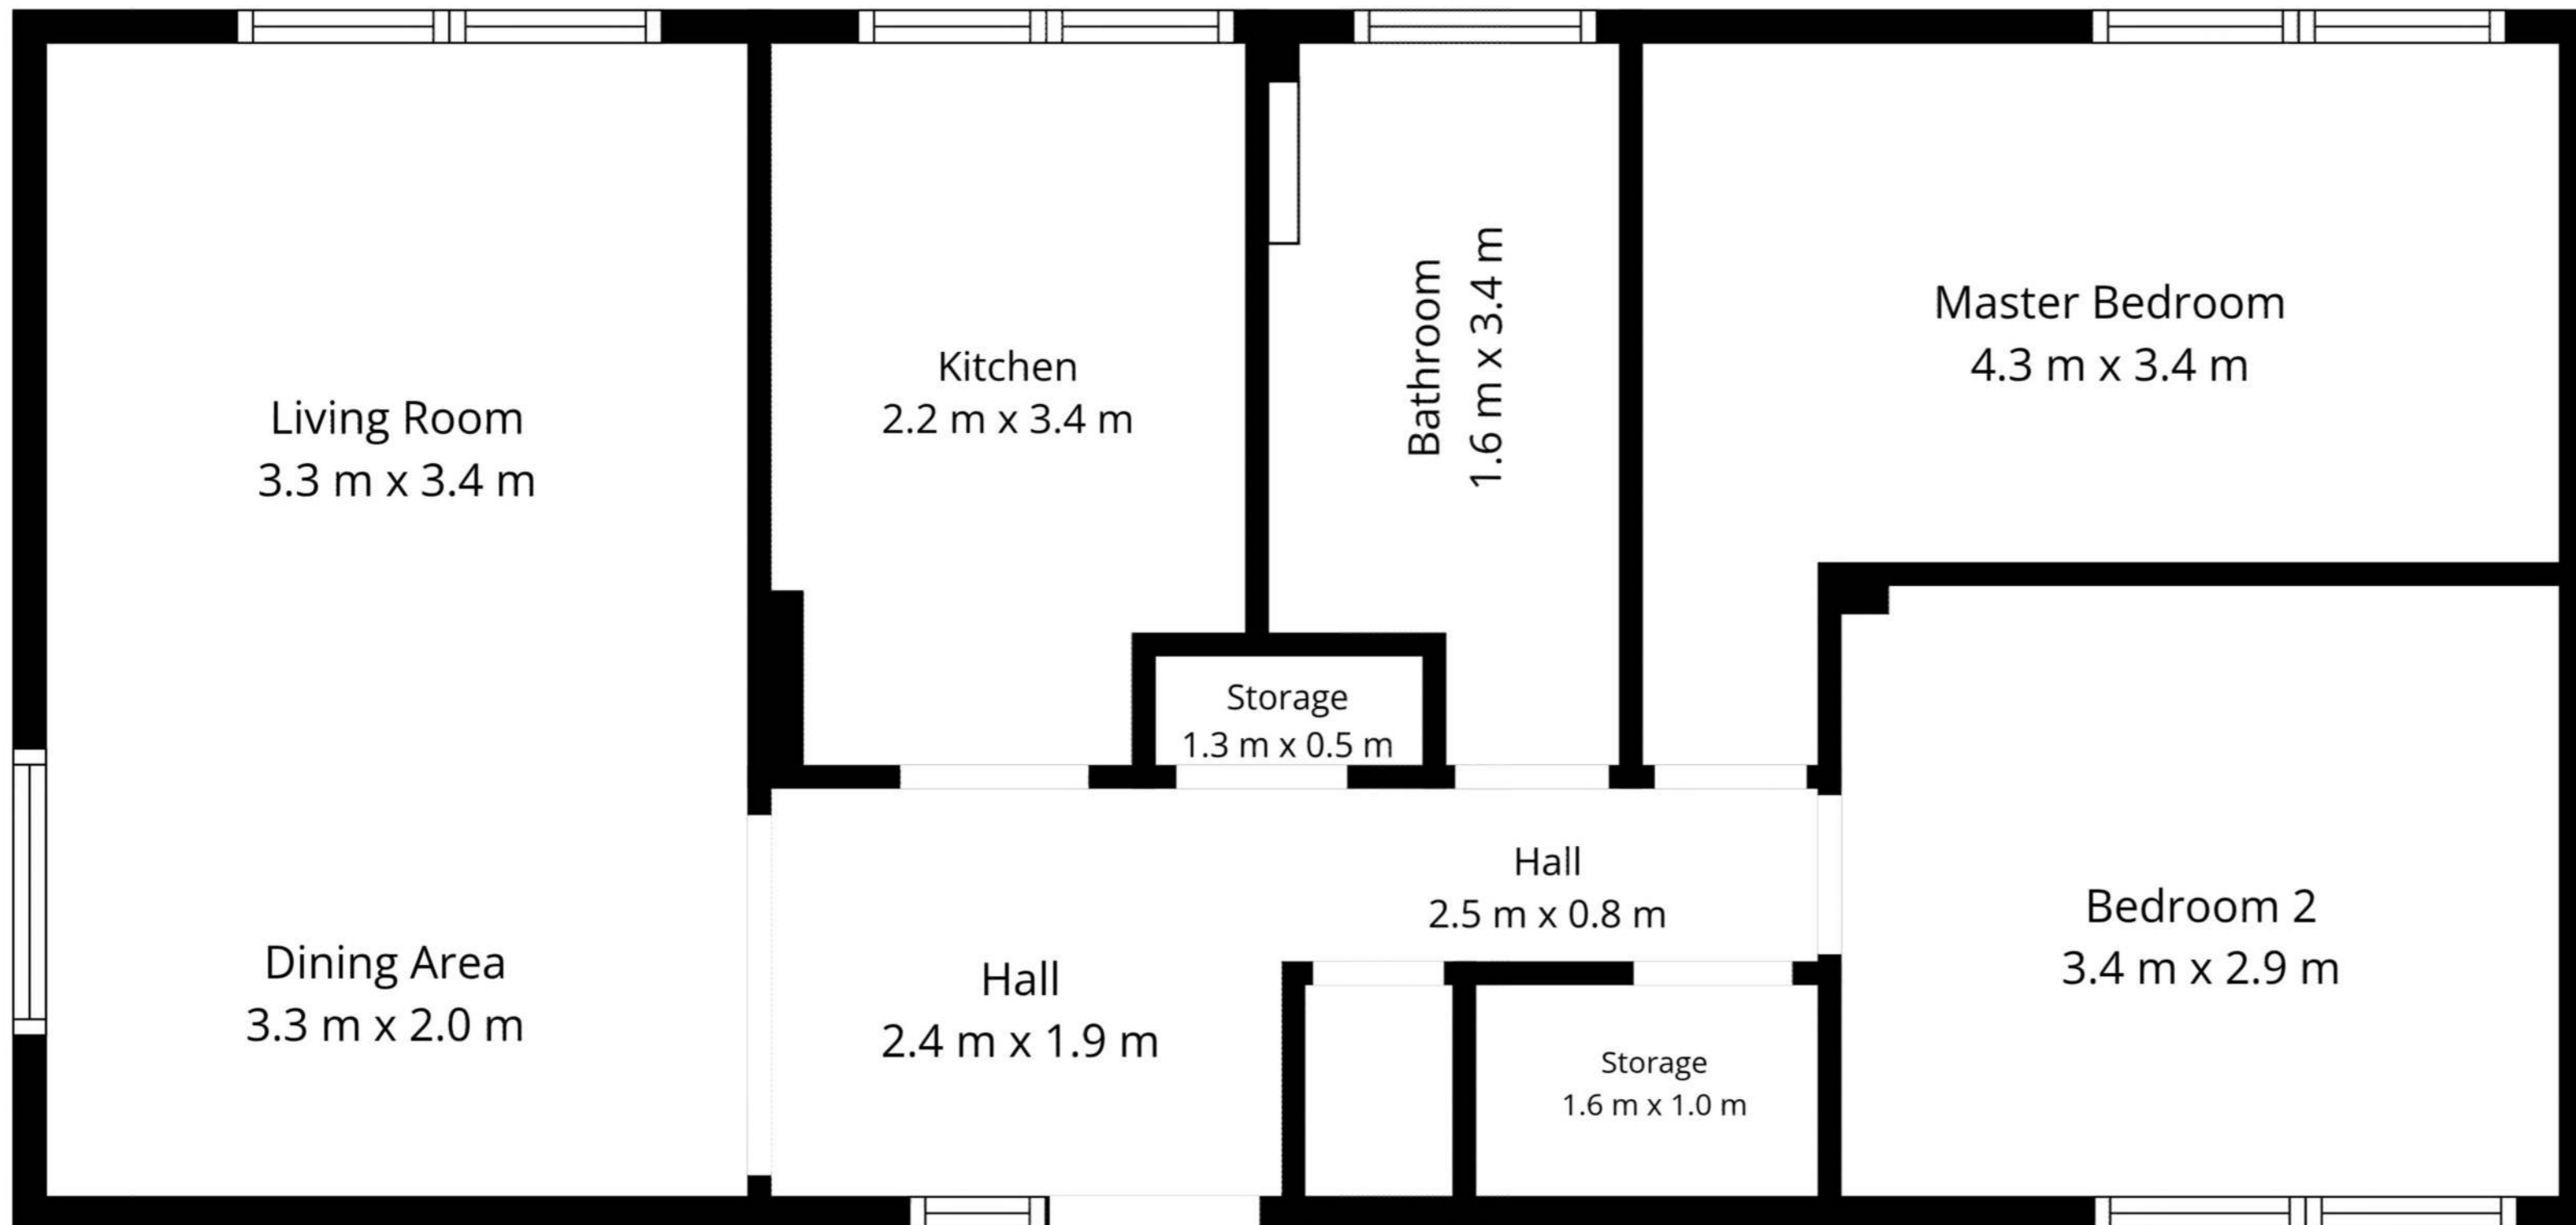 Living Room
3.3 m x 3.4 m
Kitchen
2.2 m x 3.4 m
Bathroom
1.6 m x 3.4 m
Master Bedroom
4.3 m x 3.4 m
Storage
1.3 m x 0.5 m
Hall
2.5 m x 0.8 m
Dining Area
3.3 m x 2.0 m
Hall
2.4 m x 1.9 m
Storage
1.6 m x 1.0 m
Bedroom 2
3.4 m x 2.9 m